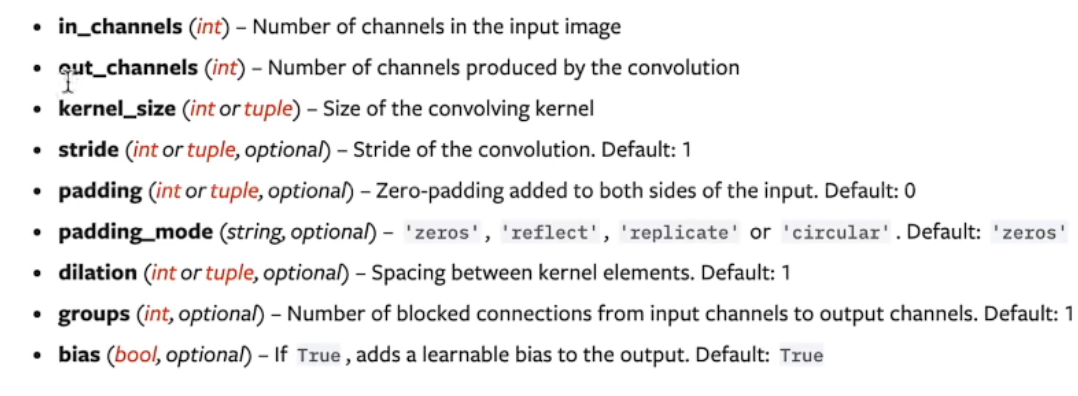 • in_channels (int) – Number of channels in the input image
• out_channels (int) – Number of channels produced by the convolution
• kernel_size (int or tuple) – Size of the convolving kernel
• stride (int or tuple, optional) – Stride of the convolution. Default: 1
• padding (int or tuple, optional) – Zero-padding added to both sides of the input. Default: 0
• padding_mode (string, optional) – 'zeros', 'reflect', 'replicate' or 'circular'. Default: 'zeros'
• dilation (int or tuple, optional) – Spacing between kernel elements. Default: 1
• groups (int, optional) – Number of blocked connections from input channels to output channels. Default: 1
• bias (bool, optional) – If True, adds a learnable bias to the output. Default: True